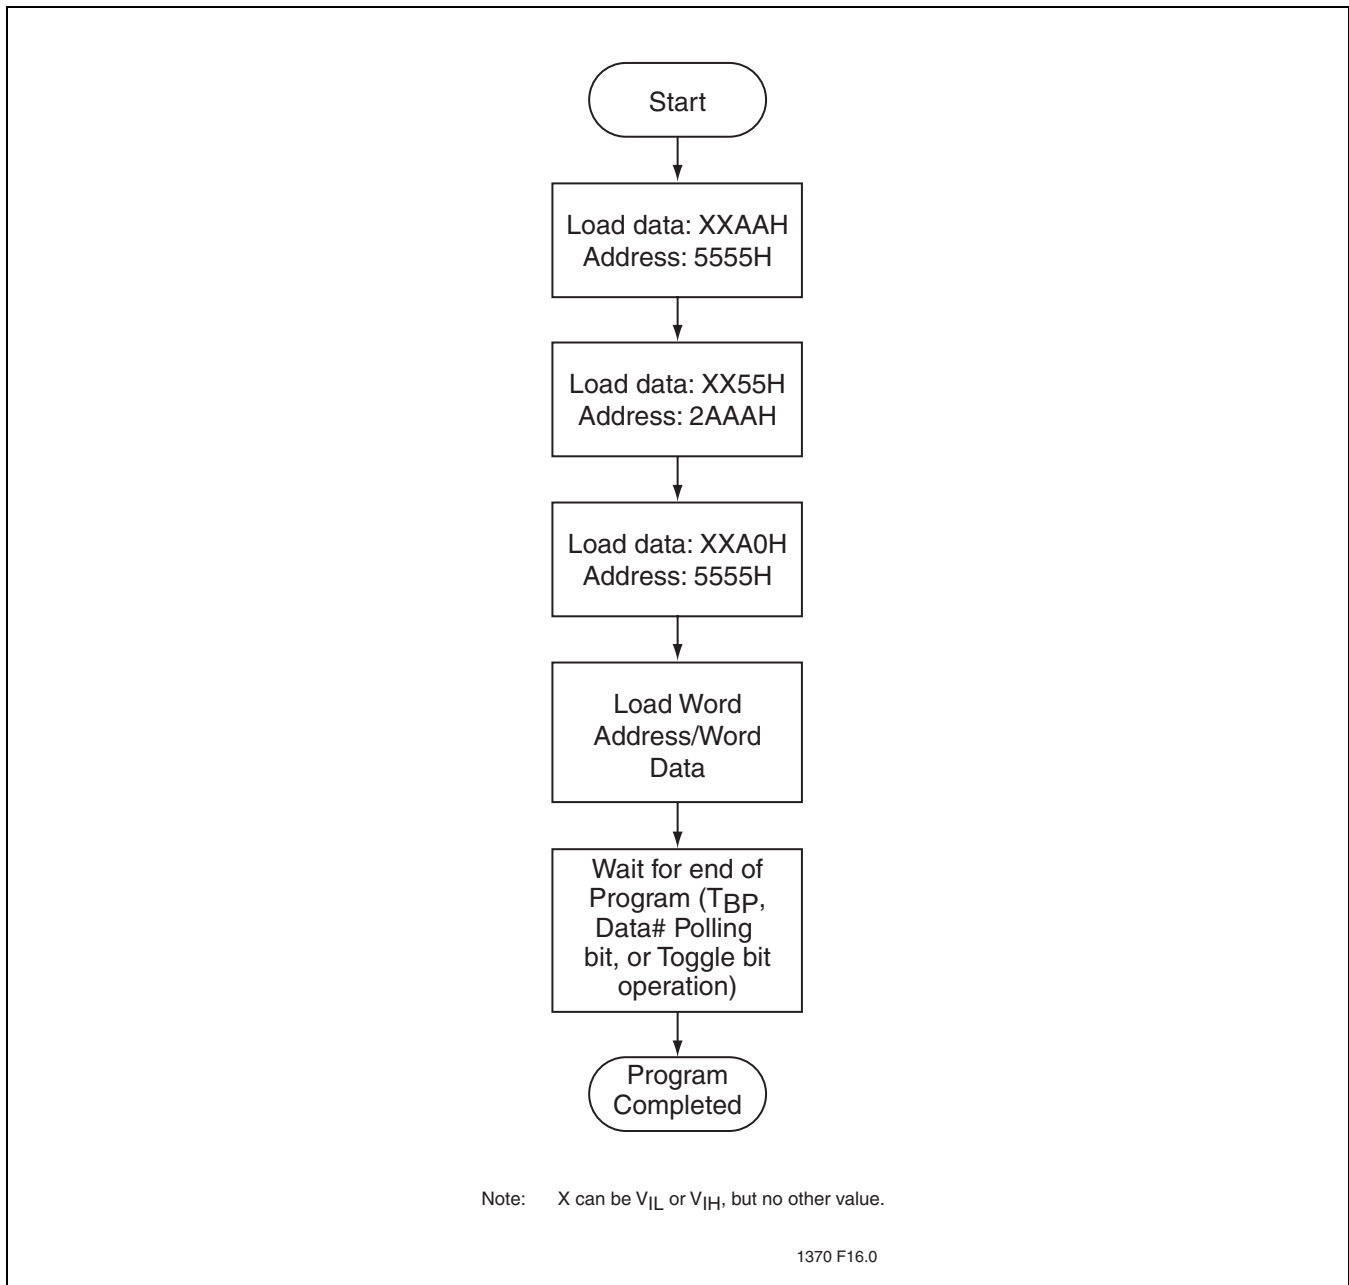 Start
Load data: XXAAH
Address: 5555H
Load data: XX55H
Address: 2AAAH
Load data: XXA0H
Address: 5555H
Load Word
Address/Word
Data
Wait for end of
Program (TBP,
Data# Polling
bit, or Toggle bit
operation)
Program
Completed
Note: X can be VIL or VIH, but no other value.
1370 F16.0